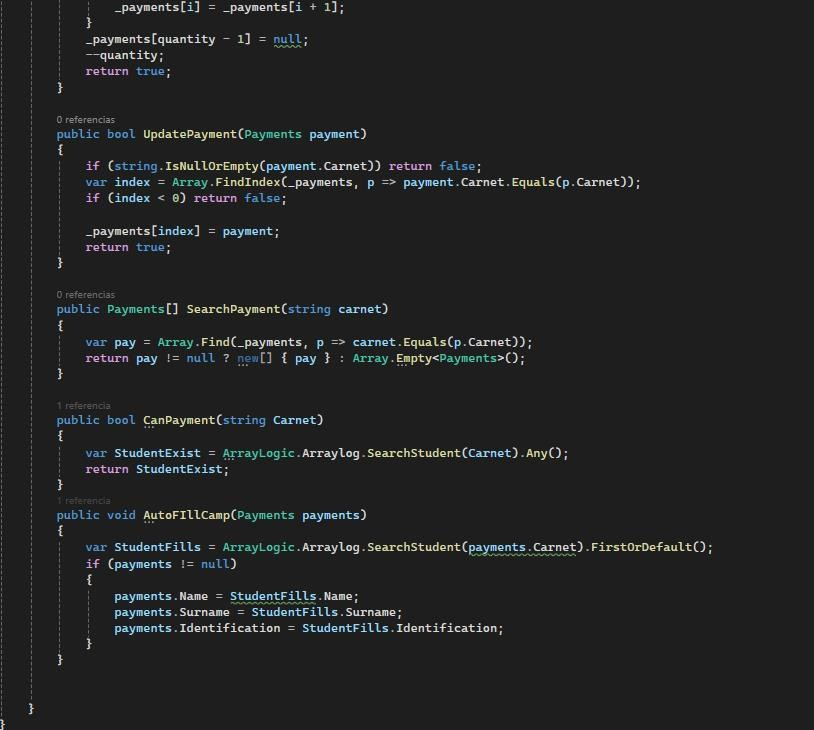 _payments[i] = _payments[i + 1];
}
_payments[quantity - 1] = null;
--quantity;
return true;
}
0 referencias
public bool UpdatePayment(Payments payment)
{
if (string.IsNullOrEmpty(payment.Carnet)) return false;
var index = Array.FindIndex(_payments, p => payment.Carnet.Equals(p.Carnet));
if (index < 0) return false;
_payments[index] = payment;
return true;
}
0 referencias
public Payments[] SearchPayment(string carnet)
{
var pay = Array.Find(_payments, p => carnet.Equals(p.Carnet));
return pay != null ? new[] { pay } : Array.Empty<Payments>();
}
1 referencia
public bool CanPayment(string Carnet)
{
var StudentExist = ArrayLogic.Arraylog.SearchStudent(Carnet).Any();
return StudentExist;
}
1 referencia
public void AutoFIllCamp(Payments payments)
{
var StudentFills = ArrayLogic.Arraylog.SearchStudent(payments.Carnet).FirstOrDefault();
if (payments != null)
{
payments.Name = StudentFills.Name;
payments.Surname = StudentFills.Surname;
payments.Identification = StudentFills.Identification;
}
}
}
}